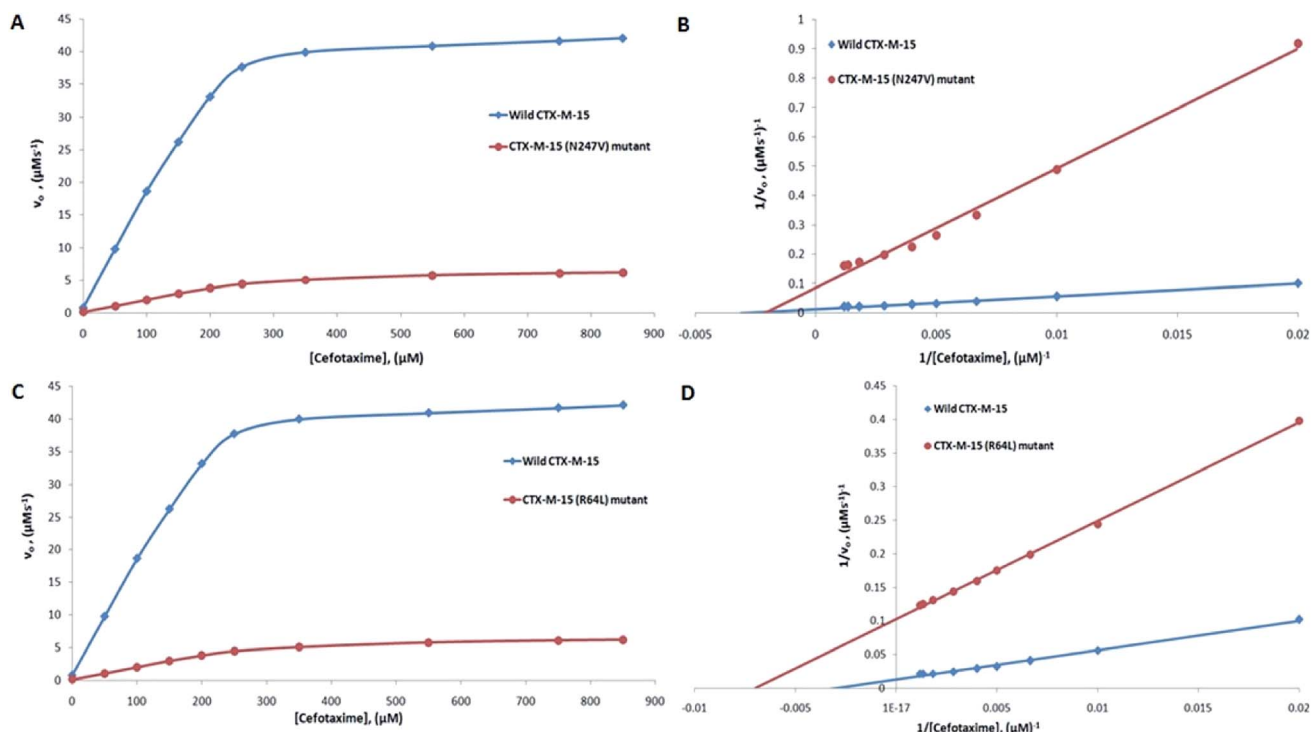 A
45
40
35
30
25
20
15
10
5
0
v₀ , (µMs⁻¹)
Wild CTX-M-15
CTX-M-15 (N247V) mutant
0 100 200 300 400 500 600 700 800 900
[Cefotaxime], (µM)
B
1
0.9
0.8
0.7
0.6
0.5
0.4
0.3
0.2
0.1
0
1/v₀ , (µMs⁻¹)⁻¹
Wild CTX-M-15
CTX-M-15 (N247V) mutant
-0.005 0 0.005 0.01 0.015 0.02
1/[Cefotaxime], (µM)⁻¹
C
45
40
35
30
25
20
15
10
5
0
v₀ , (µMs⁻¹)
Wild CTX-M-15
CTX-M-15 (R64L) mutant
0 100 200 300 400 500 600 700 800 900
[Cefotaxime], (µM)
D
0.45
0.4
0.35
0.3
0.25
0.2
0.15
0.1
0.05
0
1/v₀ , (µMs⁻¹)⁻¹
Wild CTX-M-15
CTX-M-15 (R64L) mutant
-0.01 -0.005 1E-17 0.005 0.01 0.015 0.02
1/[Cefotaxime], (µM)⁻¹